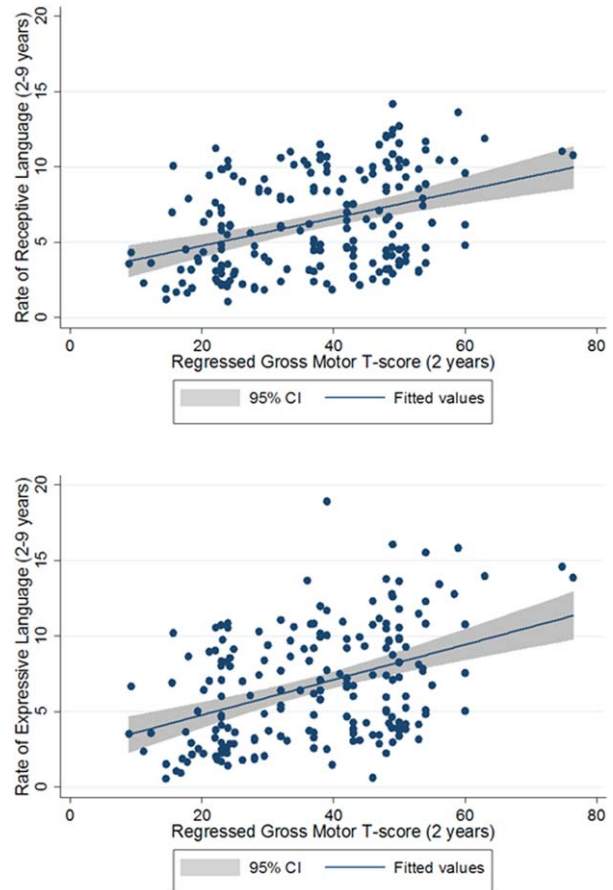 Rate of Receptive Language (2-9 years)
20
15
10
5
0
0 20 40 60 80
Regressed Gross Motor T-score (2 years)
95% CI Fitted values
Rate of Expressive Language (2-9 years)
20
15
10
5
0
0 20 40 60 80
Regressed Gross Motor T-score (2 years)
95% CI Fitted values